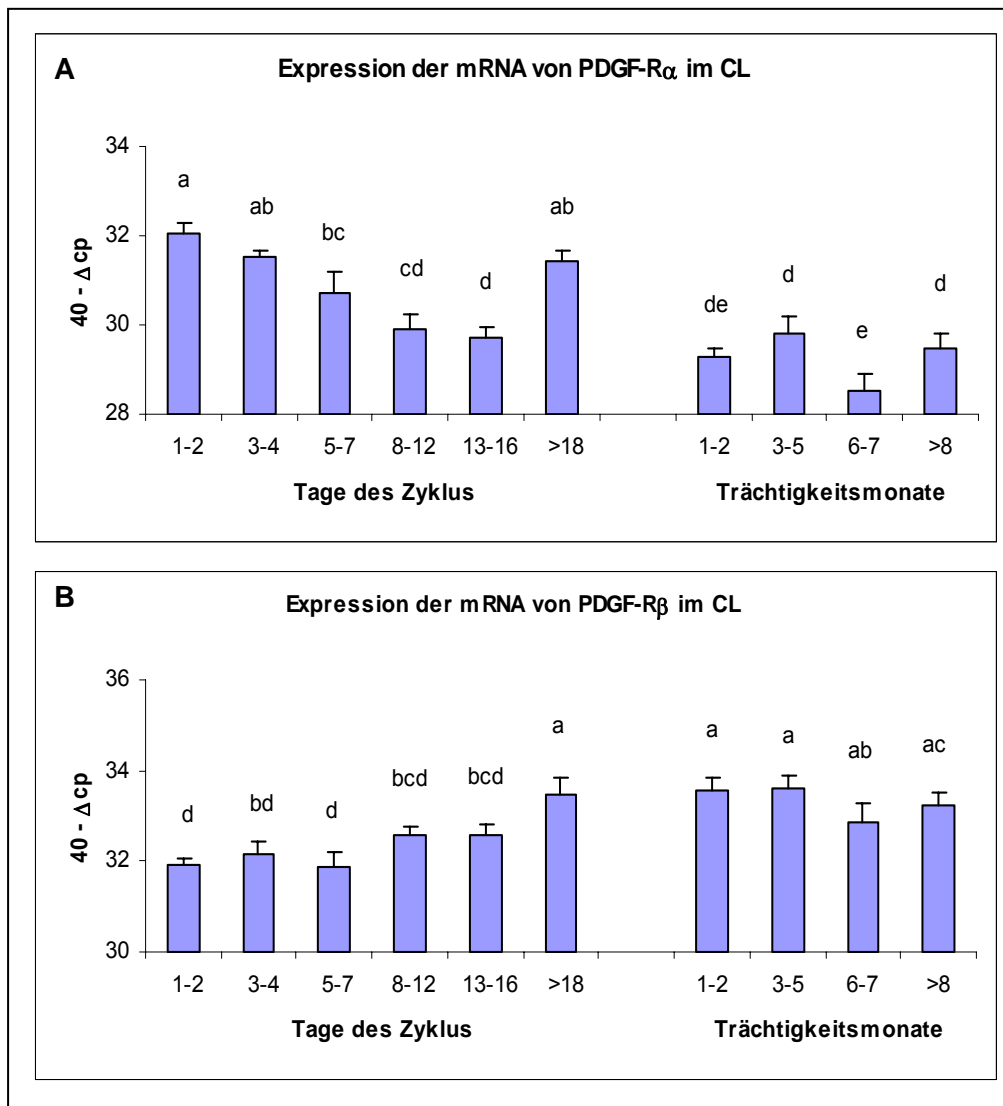 A
Expression der mRNA von PDGF-Rα im CL
34
32
30
28
40 - Δcp
a
ab
bc
cd
d
ab
de
d
e
d
1-2 3-4 5-7 8-12 13-16 >18 1-2 3-5 6-7 >8
Tage des Zyklus Trächtigkeitsmonate
B
Expression der mRNA von PDGF-Rβ im CL
36
34
32
30
40 - Δcp
d
bd
d
bcd
bcd
a
a
a
ab
ac
1-2 3-4 5-7 8-12 13-16 >18 1-2 3-5 6-7 >8
Tage des Zyklus Trächtigkeitsmonate